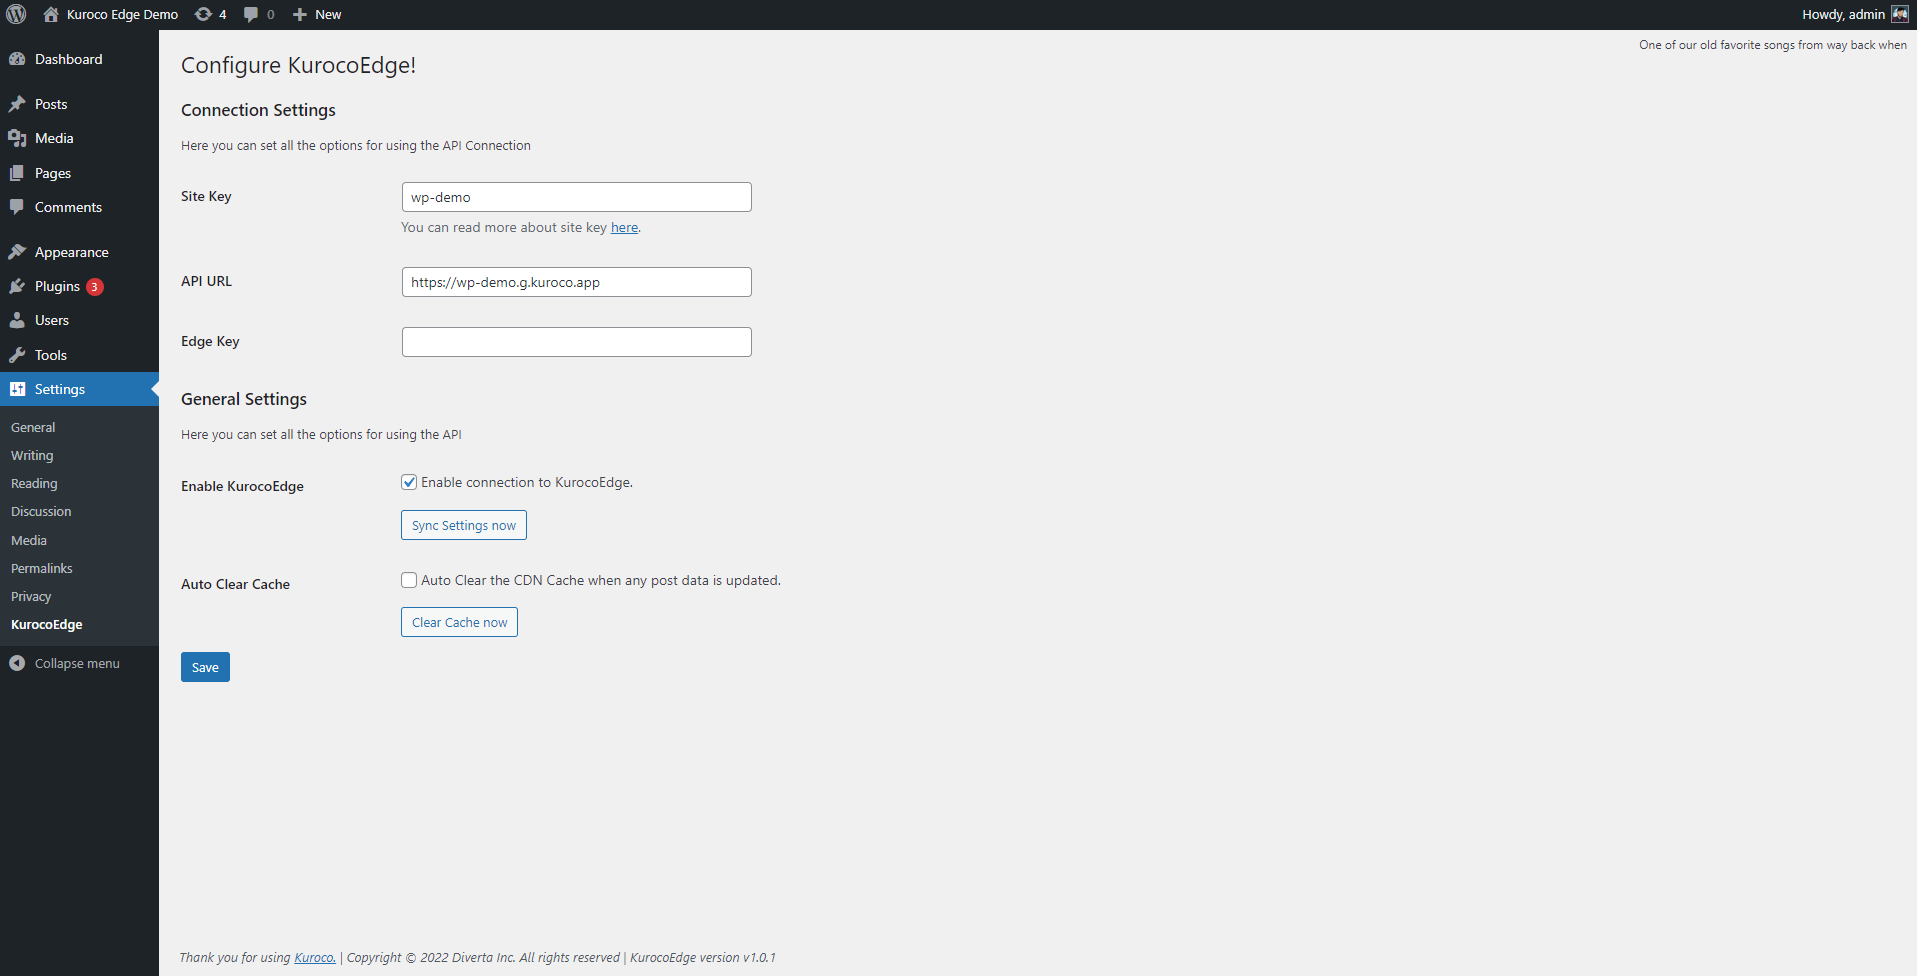 Kuroco Edge Demo 4 0 New Howdy, admin
One of our old favorite songs from way back when
Dashboard
Posts
Media
Pages
Comments
Appearance
Plugins 3
Users
Tools
Settings
General
Writing
Reading
Discussion
Media
Permalinks
Privacy
KurocoEdge
Collapse menu
Configure KurocoEdge!
Connection Settings
Here you can set all the options for using the API Connection
Site Key wp-demo
You can read more about site key here.
API URL https://wp-demo.g.kuroco.app
Edge Key
General Settings
Here you can set all the options for using the API
Enable KurocoEdge Enable connection to KurocoEdge.
Sync Settings now
Auto Clear Cache Auto Clear the CDN Cache when any post data is updated.
Clear Cache now
Save
Thank you for using Kuroco. | Copyright © 2022 Diverta Inc. All rights reserved | KurocoEdge version v1.0.1